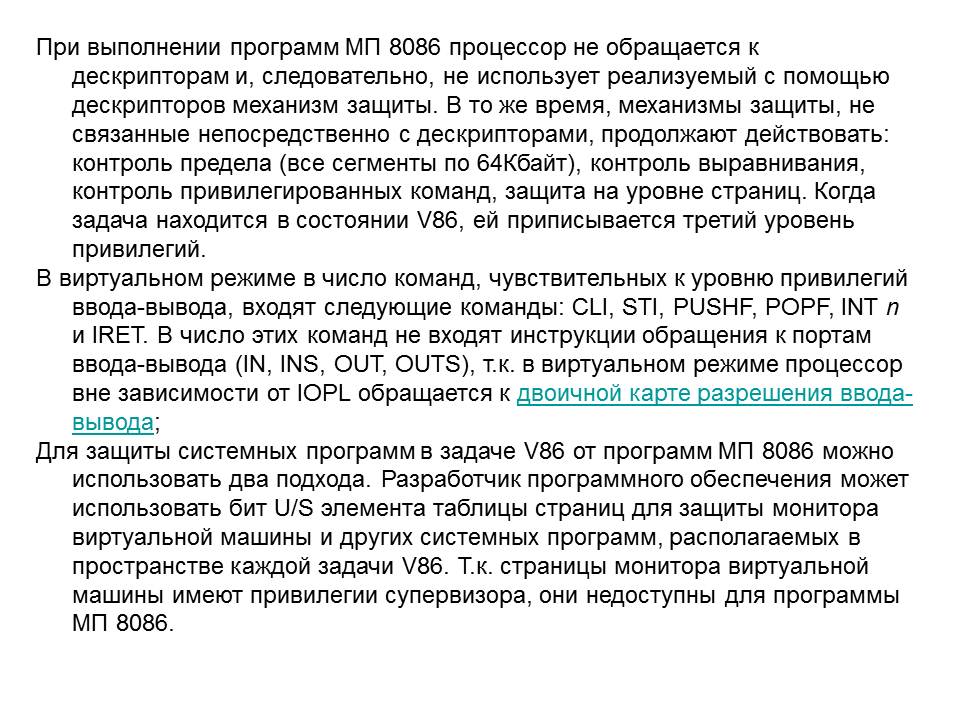 При выполнении программ МП 8086 процессор не обращается к
дескрипторам и, следовательно, не использует реализуемый с помощью
дескрипторов механизм защиты. В то же время, механизмы защиты, не
связанные непосредственно с дескрипторами, продолжают действовать:
контроль предела (все сегменты по 64Кбайт), контроль выравнивания,
контроль привилегированных команд, защита на уровне страниц. Когда
задача находится в состоянии V86, ей приписывается третий уровень
привилегий.
В виртуальном режиме в число команд, чувствительных к уровню привилегий
ввода-вывода, входят следующие команды: CLI, STI, PUSHF, POPF, INT n
и IRET. В число этих команд не входят инструкции обращения к портам
ввода-вывода (IN, INS, OUT, OUTS), т.к. в виртуальном режиме процессор
вне зависимости от IOPL обращается к двоичной карте разрешения ввода-
вывода;
Для защиты системных программ в задаче V86 от программ МП 8086 можно
использовать два подхода. Разработчик программного обеспечения может
использовать бит U/S элемента таблицы страниц для защиты монитора
виртуальной машины и других системных программ, располагаемых в
пространстве каждой задачи V86. Т.к. страницы монитора виртуальной
машины имеют привилегии супервизора, они недоступны для программы
МП 8086.